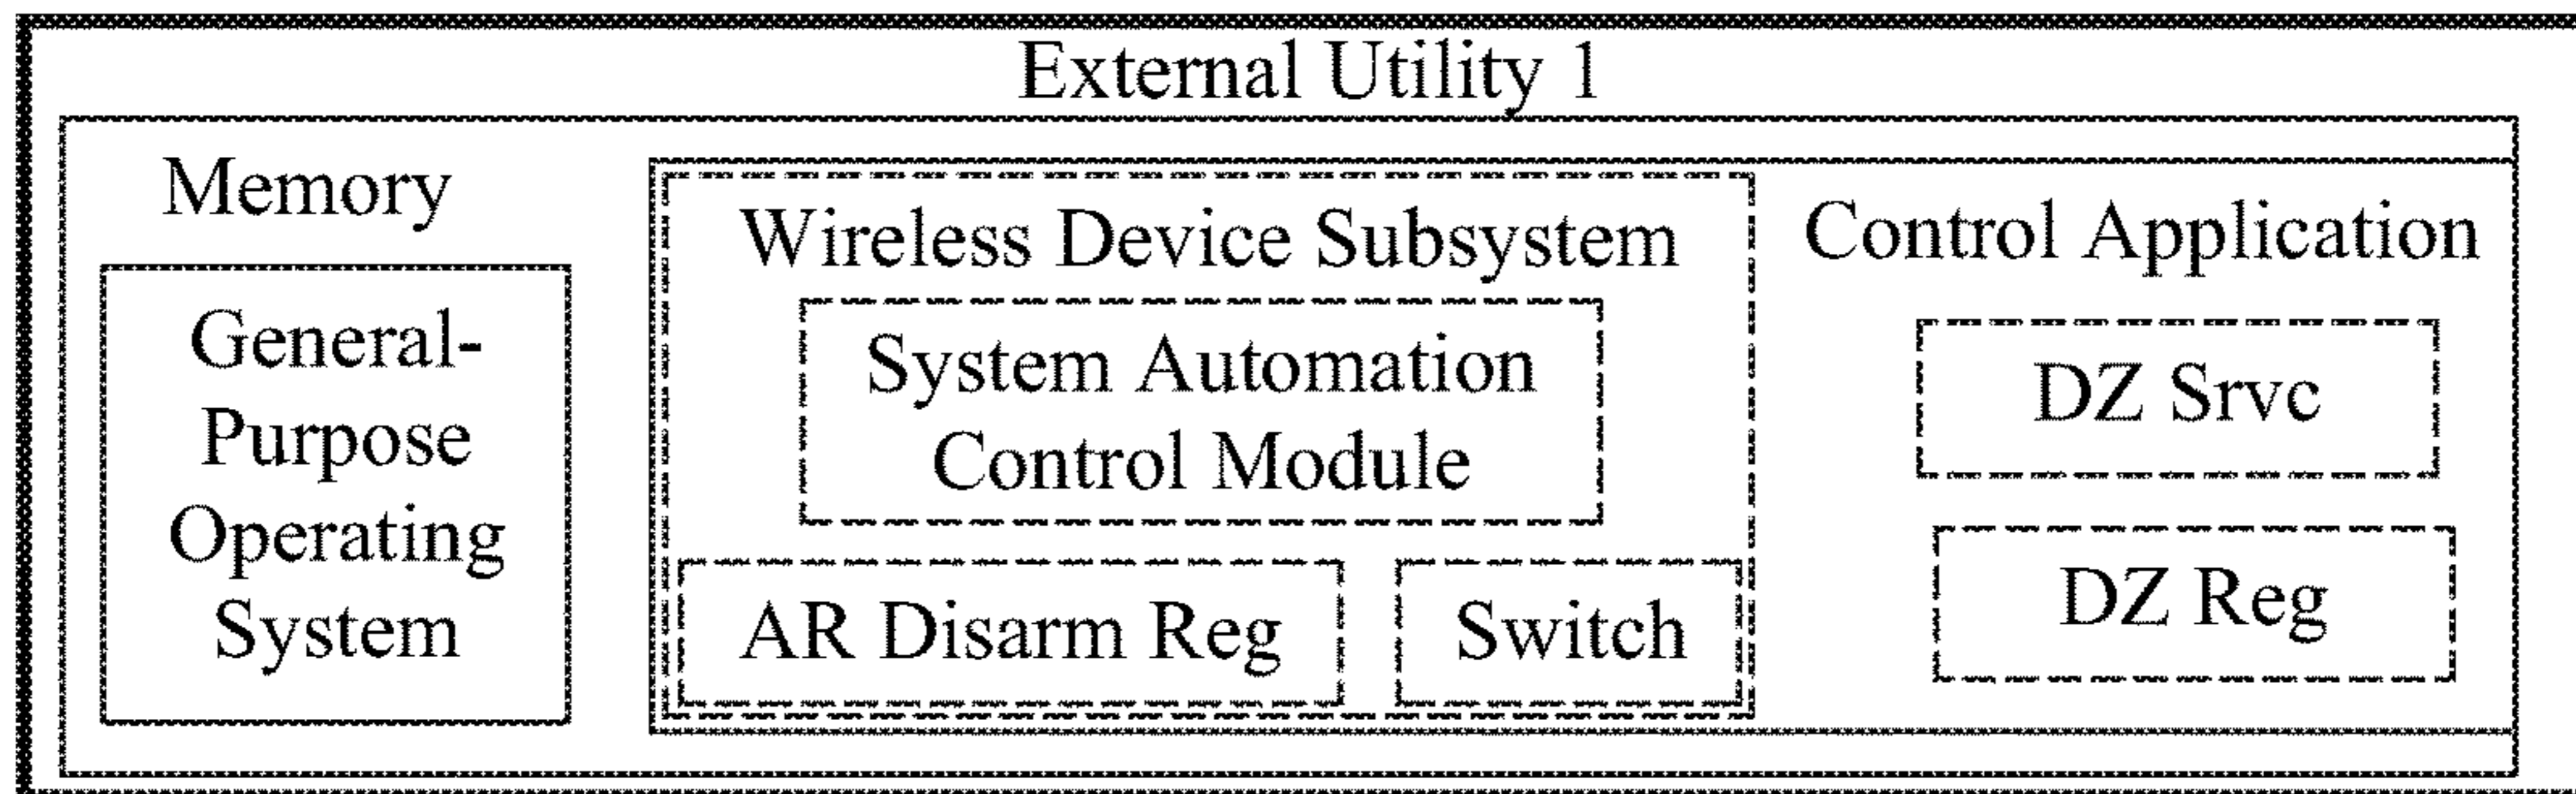 External Utility 1
Memory
General-
Purpose
Operating
System
Wireless Device Subsystem
System Automation
Control Module
AR Disarm Reg
Switch
Control Application
DZ Srvc
DZ Reg